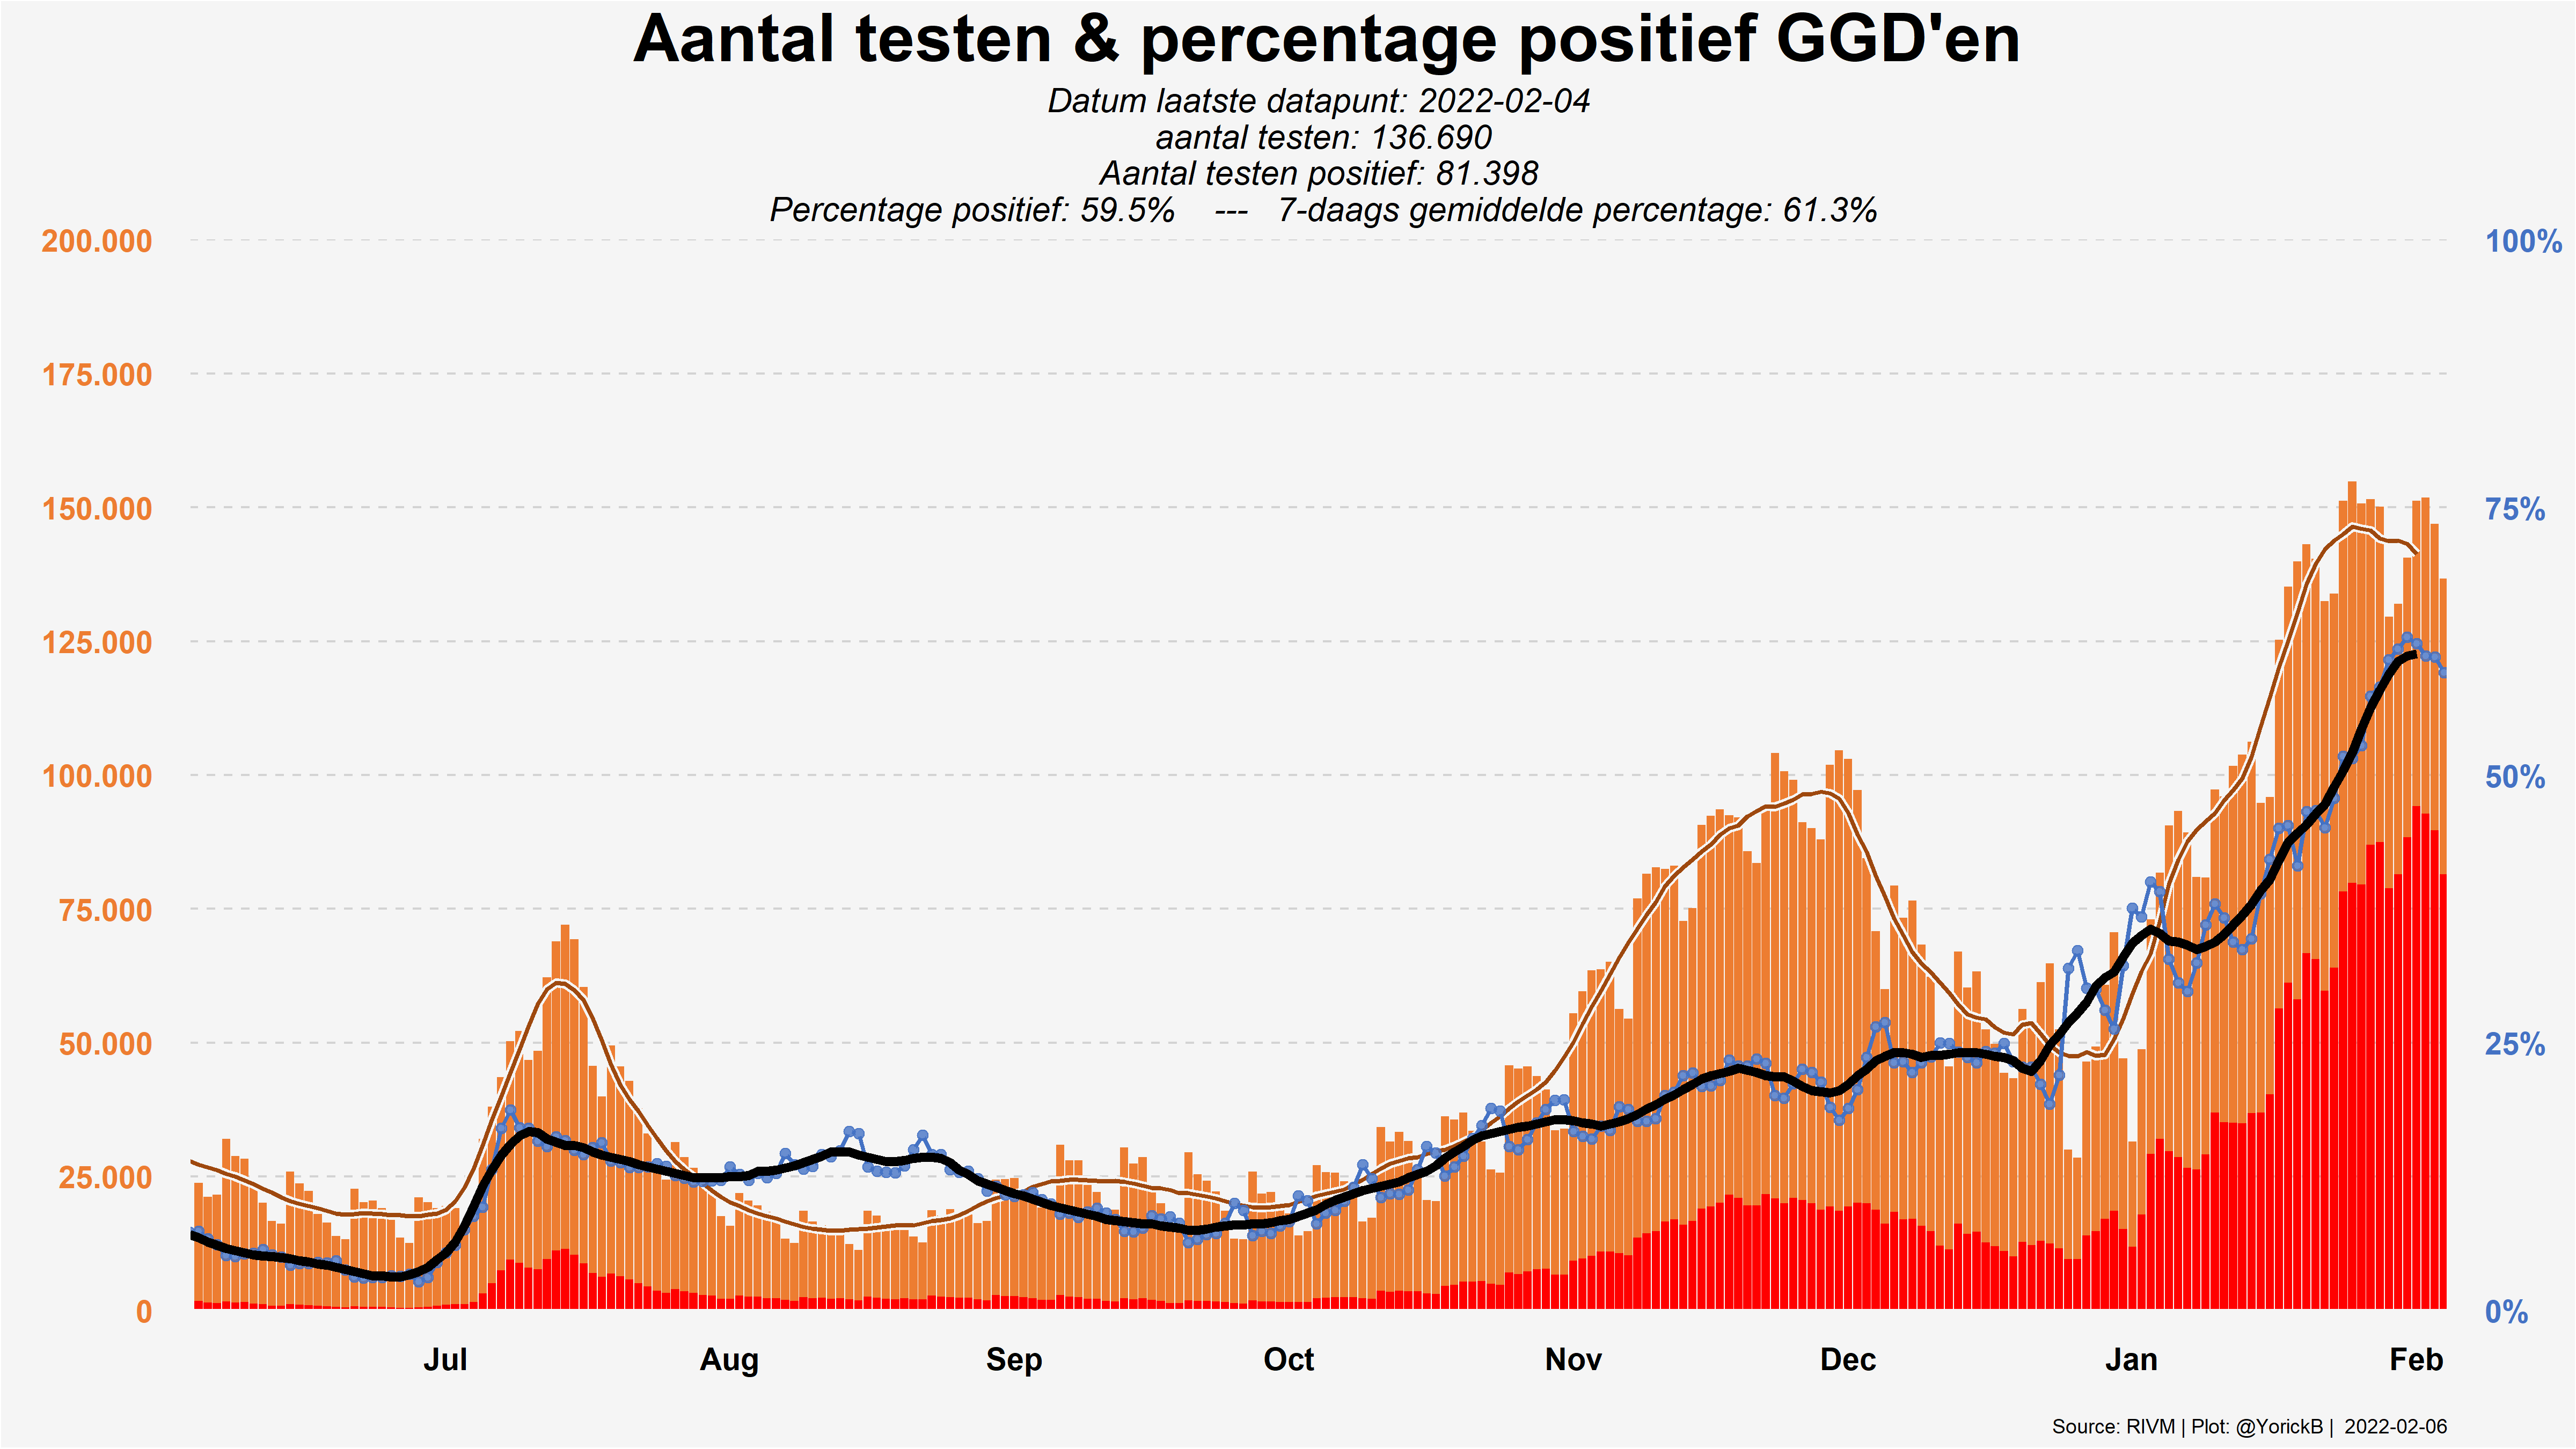 Aantal testen & percentage positief GGD'en
Datum laatste datapunt: 2022-02-04
aantal testen: 136.690
Aantal testen positief: 81.398
Percentage positief: 59.5% --- 7-daags gemiddelde percentage: 61.3%
200.000 100%
175.000
150.000 75%
125.000
100.000 50%
75.000
50.000 25%
25.000
0 0%
Jul Aug Sep Oct Nov Dec Jan Feb
Source: RIVM | Plot: @YorickB | 2022-02-06